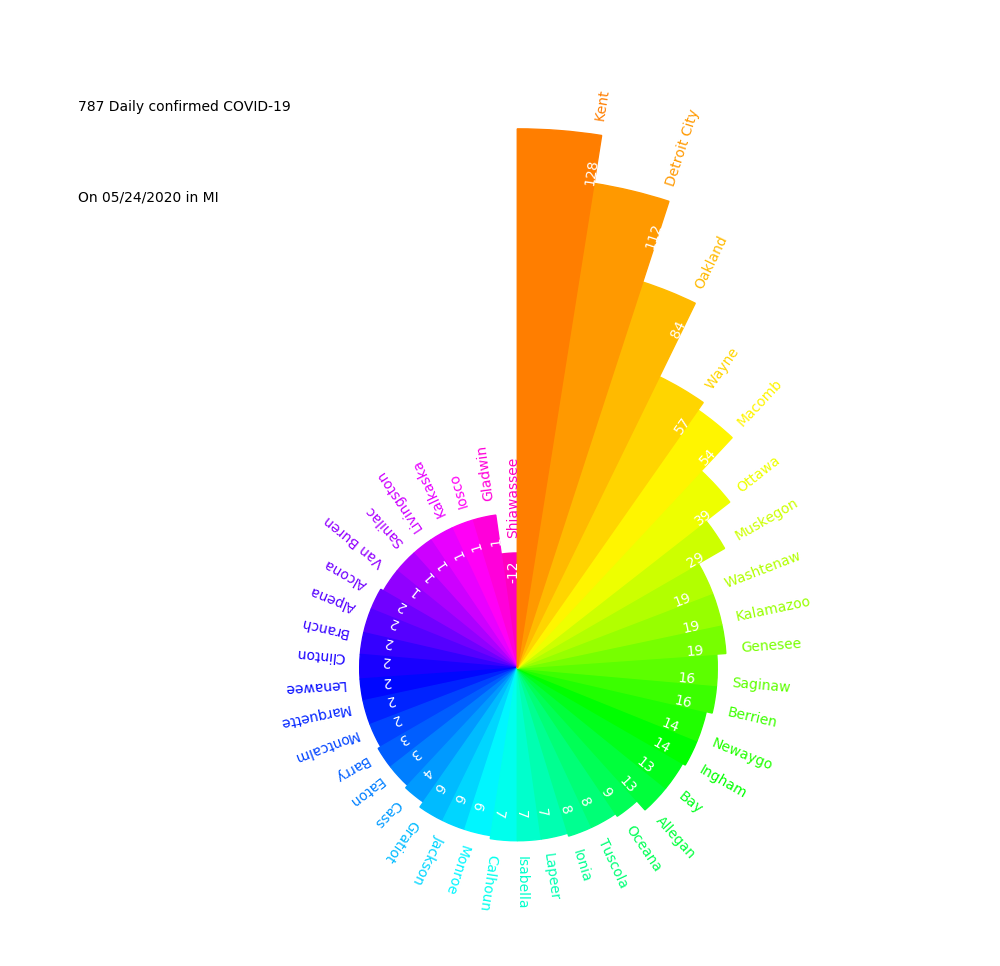 787 Daily confirmed COVID-19
On 05/24/2020 in MI
Kent
128
Detroit City
112
Oakland
84
Wayne
57
Macomb
54
Ottawa
39
Muskegon
29
Washtenaw
19
Kalamazoo
19
Genesee
19
Saginaw
16
Berrien
16
Newaygo
14
Ingham
14
Bay
13
Allegan
13
Oceana
9
Tuscola
8
Ionia
8
Lapeer
7
Isabella
7
Calhoun
7
Monroe
6
Jackson
6
Gratiot
6
Cass
4
Eaton
3
Barry
3
Montcalm
2
Marquette
2
Lenawee
2
Clinton
2
Branch
2
Alpena
2
Alcona
2
Van Buren
1
Sanilac
1
Livingston
1
Kalkaska
1
Iosco
1
Gladwin
1
Shiawassee
-12